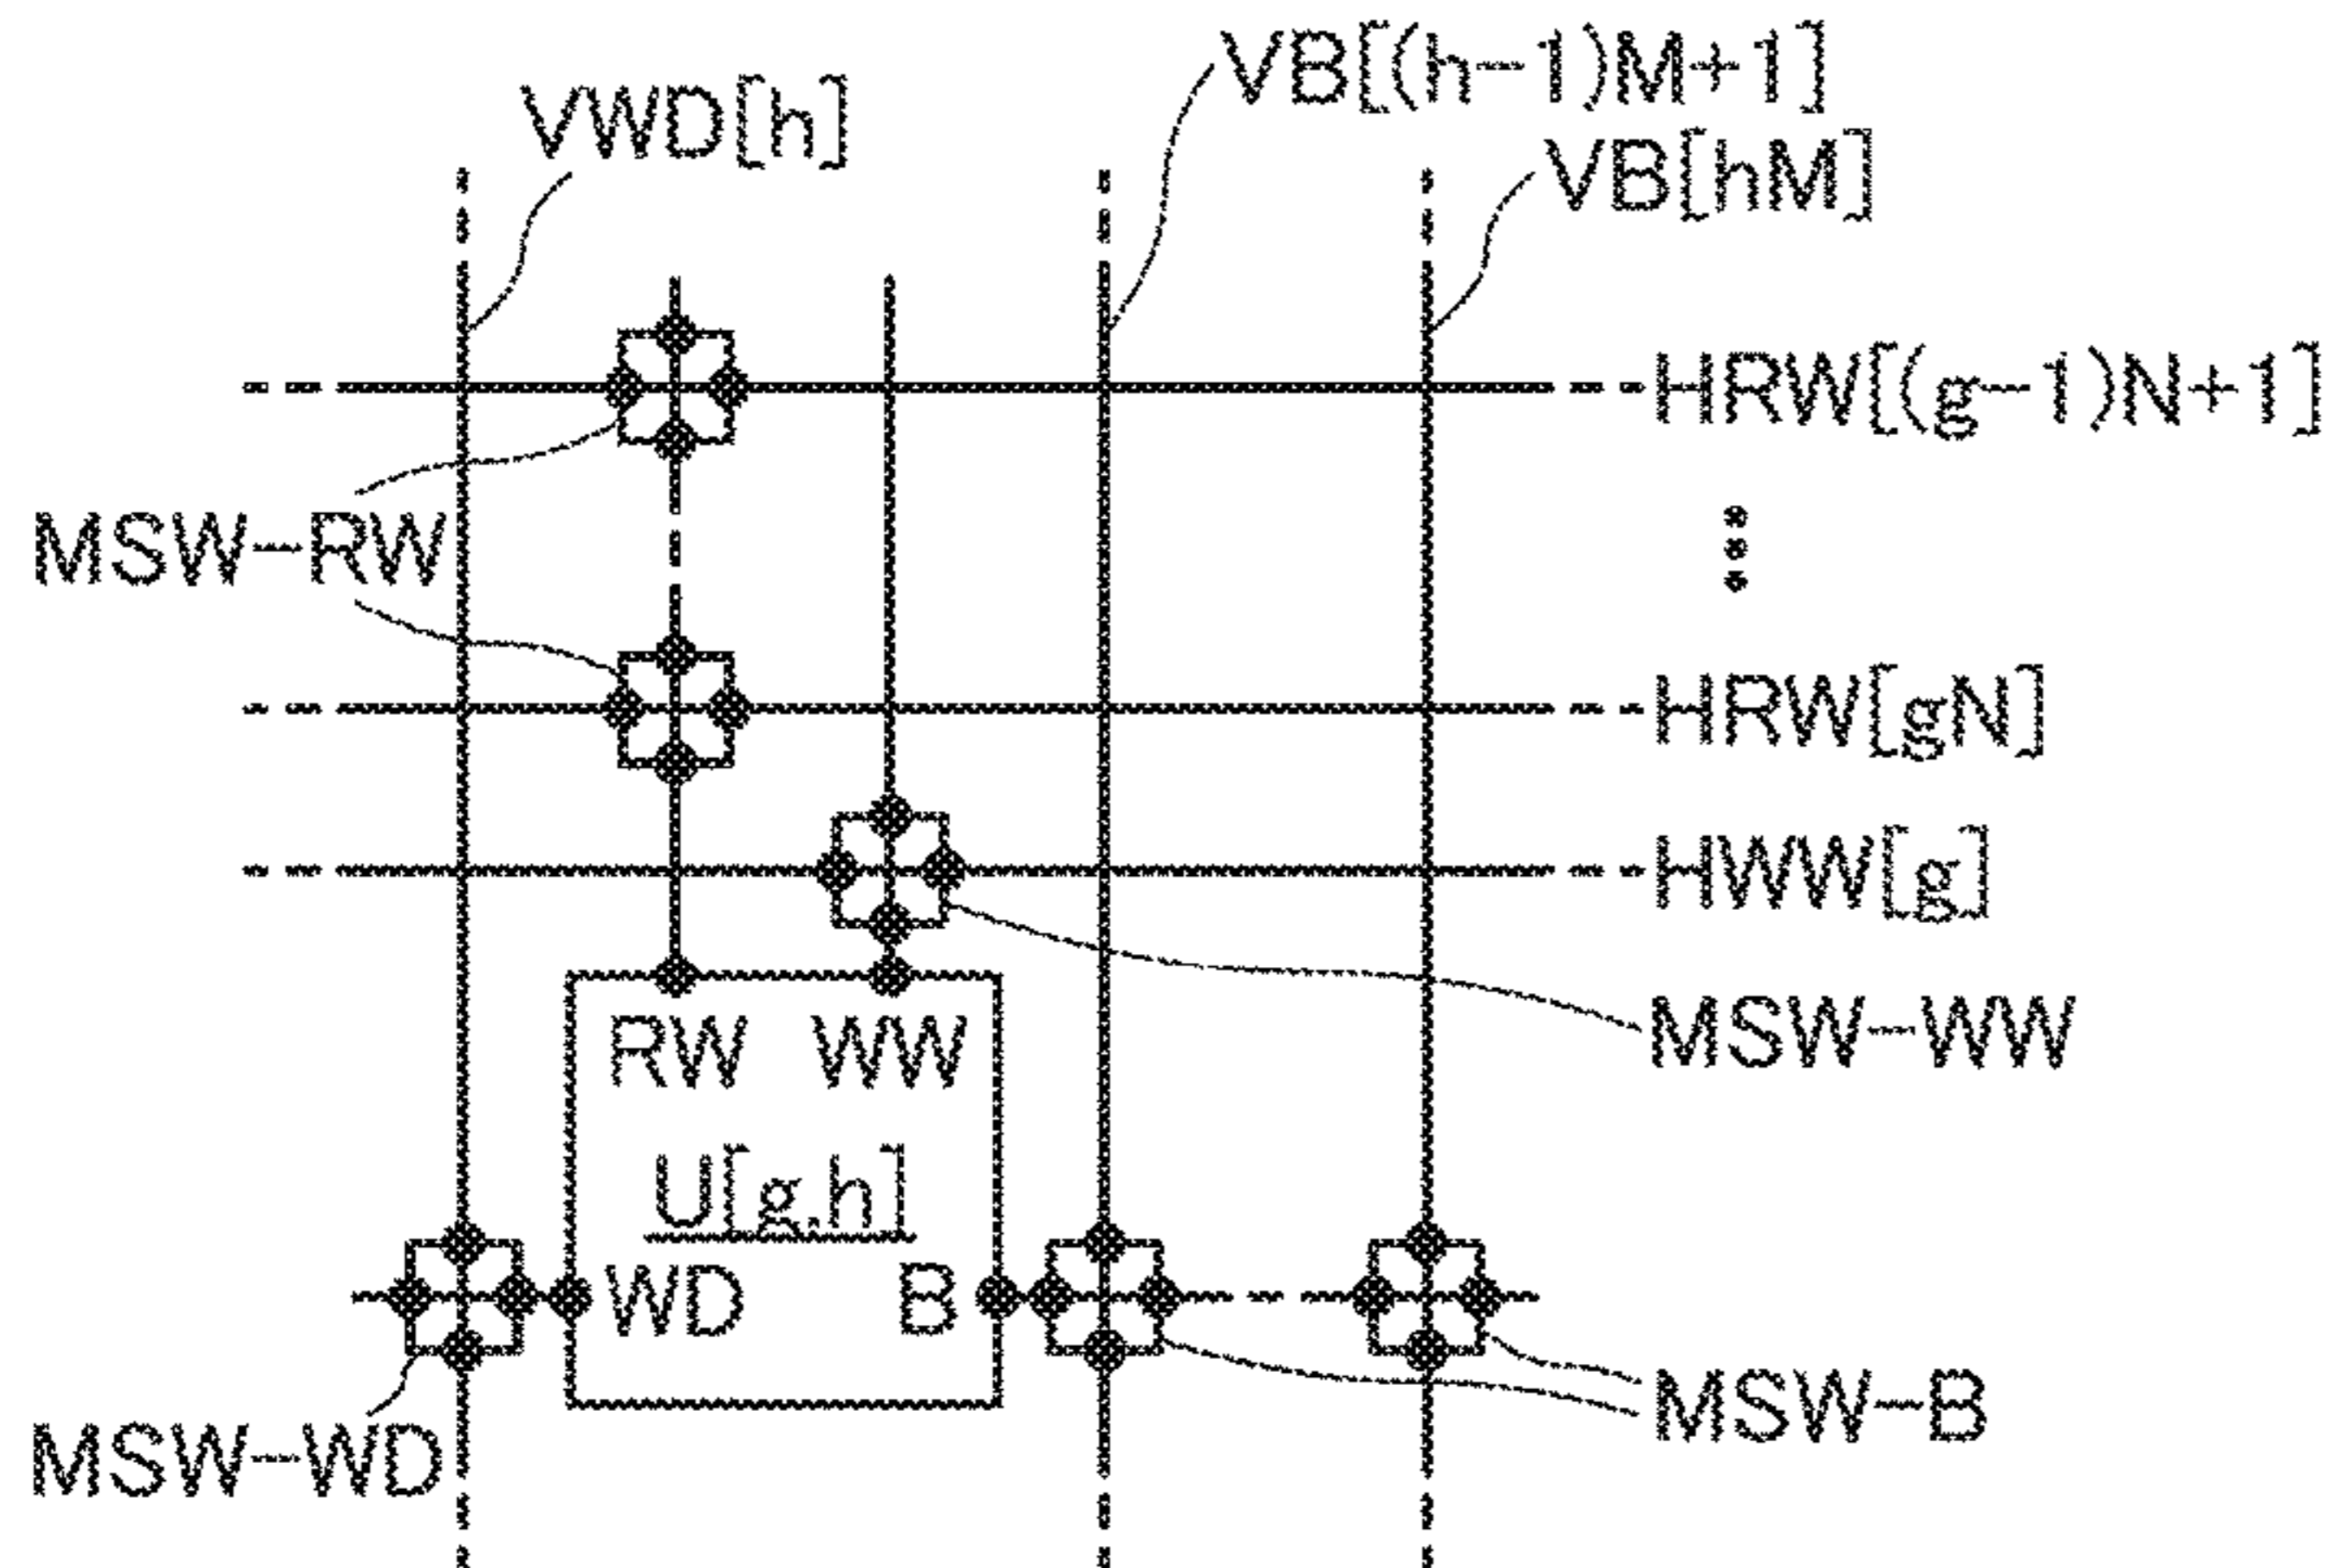 VB[(h-1)M+1]
VWD[h]
VB[hM]
HRW[(g-1)N+1]
MSW-RW
HRW[gN]
HWW[g]
RW WW
MSW-WW
U[g,h]
WD B
MSW-B
MSW-WD